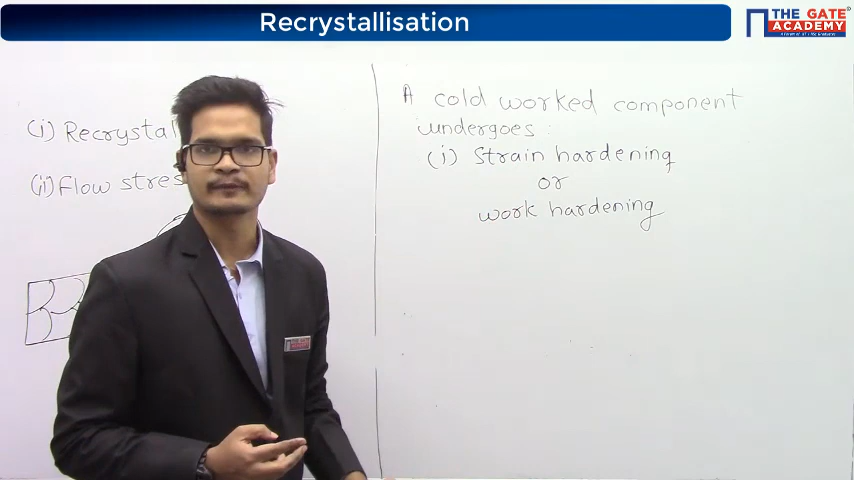 Recrystallisation
THE GATE
ACADEMY
(i) Recrystal
(ii) Flow stres
A cold worked component
undergoes:
(i) Strain hardening
or
work hardening